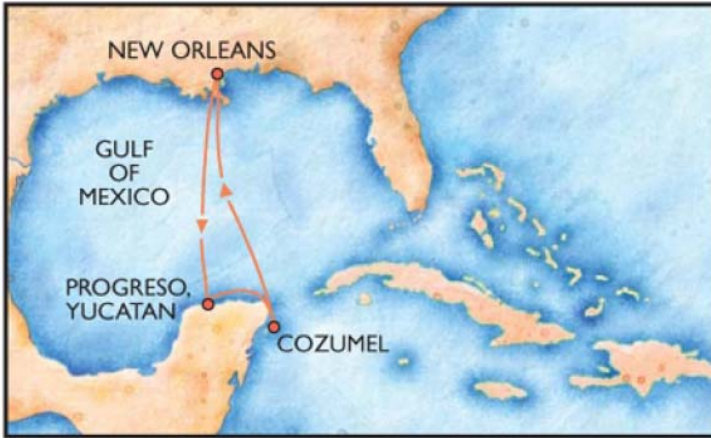 NEW ORLEANS
GULF
OF
MEXICO
PROGRESO,
YUCATAN
COZUMEL